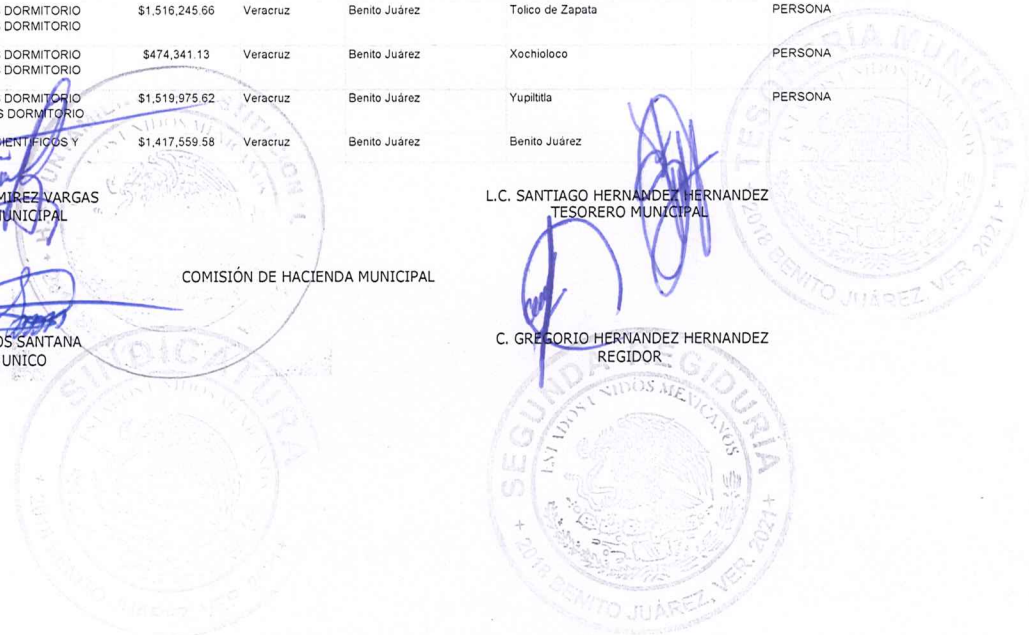 DORMITORIO $1,516,245.66 Veracruz Benito Juárez Tolico de Zapata PERSONA
DORMITORIO
DORMITORIO $474,341.13 Veracruz Benito Juárez Xochioloco PERSONA
DORMITORIO
DORMITORIO $1,519,975.62 Veracruz Benito Juárez Yupiltitla PERSONA
S DORMITORIO
IENTIFICOS Y $1,417,559.58 Veracruz Benito Juárez Benito Juárez
MIREZ VARGAS
MUNICIPAL
L.C. SANTIAGO HERNANDEZ HERNANDEZ
TESORERO MUNICIPAL
COMISIÓN DE HACIENDA MUNICIPAL
OS SANTANA
UNICO
C. GREGORIO HERNANDEZ HERNANDEZ
REGIDOR
TESORERÍA MUNICIPAL
2018 BENITO JUÁREZ, VER. 2021
SINDICATURA
SEGUNDA REGIDURÍA
ESTADOS UNIDOS MEXICANOS
2018 BENITO JUÁREZ, VER. 2021